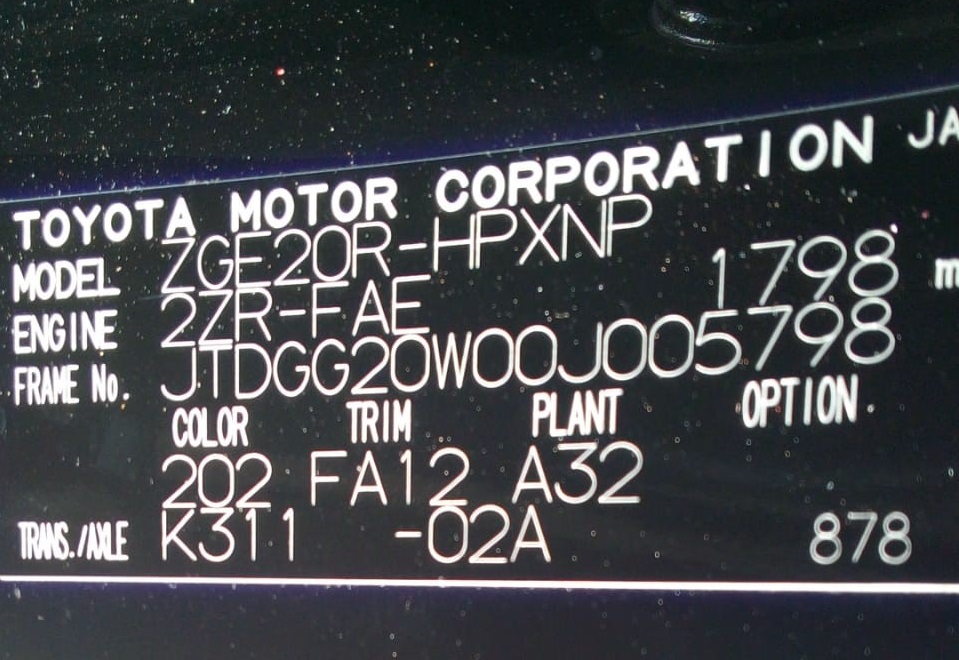 TOYOTA MOTOR CORPORATION JA
MODEL ZGE20R-HPXNP
ENGINE 2ZR-FAE 1798 m
FRAME No. JTDGG20W00J005798
COLOR TRIM PLANT OPTION
202 FA12 A32
TRANS./AXLE K311 -02A 878